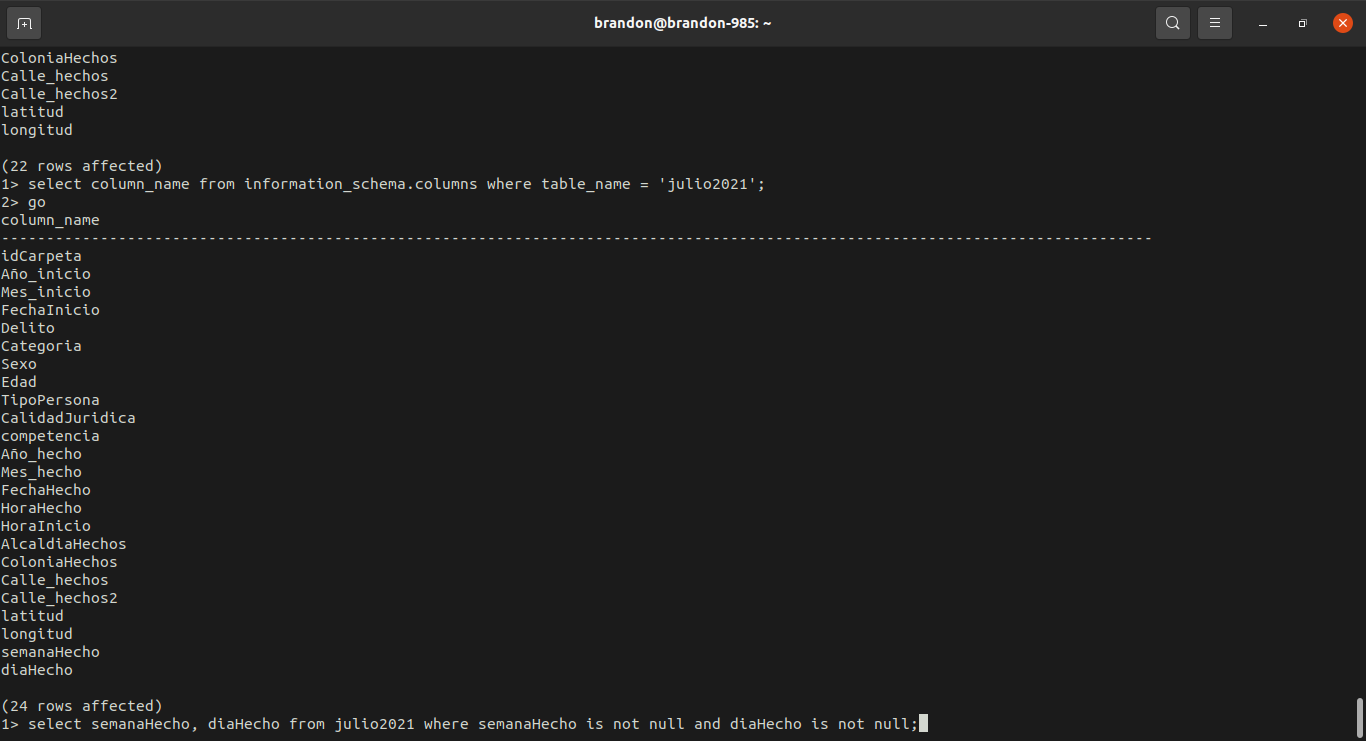 brandon@brandon-985: ~
ColoniaHechos
Calle_hechos
Calle_hechos2
latitud
longitud
(22 rows affected)
1> select column_name from information_schema.columns where table_name = 'julio2021';
2> go
column_name
--------------------------------------------------------------------------------------------------------------------------------
idCarpeta
Año_inicio
Mes_inicio
FechaInicio
Delito
Categoria
Sexo
Edad
TipoPersona
CalidadJuridica
competencia
Año_hecho
Mes_hecho
FechaHecho
HoraHecho
HoraInicio
AlcaldiaHechos
ColoniaHechos
Calle_hechos
Calle_hechos2
latitud
longitud
semanaHecho
diaHecho
(24 rows affected)
1> select semanaHecho, diaHecho from julio2021 where semanaHecho is not null and diaHecho is not null;